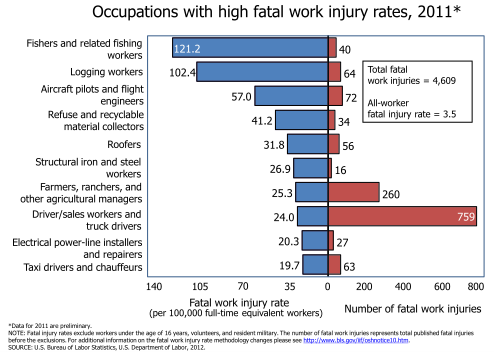 Occupations with high fatal work injury rates, 2011*
Fishers and related fishing
workers
121.2
40
Logging workers
102.4
64
Total fatal
work injuries = 4,609
All-worker
fatal injury rate = 3.5
Aircraft pilots and flight
engineers
57.0
72
Refuse and recyclable
material collectors
41.2
34
Roofers
31.8
56
Structural iron and steel
workers
26.9
16
Farmers, ranchers, and
other agricultural managers
25.3
260
Driver/sales workers and
truck drivers
24.0
759
Electrical power-line installers
and repairers
20.3
27
Taxi drivers and chauffeurs
19.7
63
140 105 70 35 0 200 400 600 800
Fatal work injury rate
(per 100,000 full-time equivalent workers)
Number of fatal work injuries
*Data for 2011 are preliminary.
NOTE: Fatal injury rates exclude workers under the age of 16 years, volunteers, and resident military. The number of fatal work injuries represents total published fatal injuries
before the exclusions. For additional information on the fatal work injury rate methodology changes please see http://www.bls.gov/iif/oshnotice10.htm.
SOURCE: U.S. Bureau of Labor Statistics, U.S. Department of Labor, 2012.